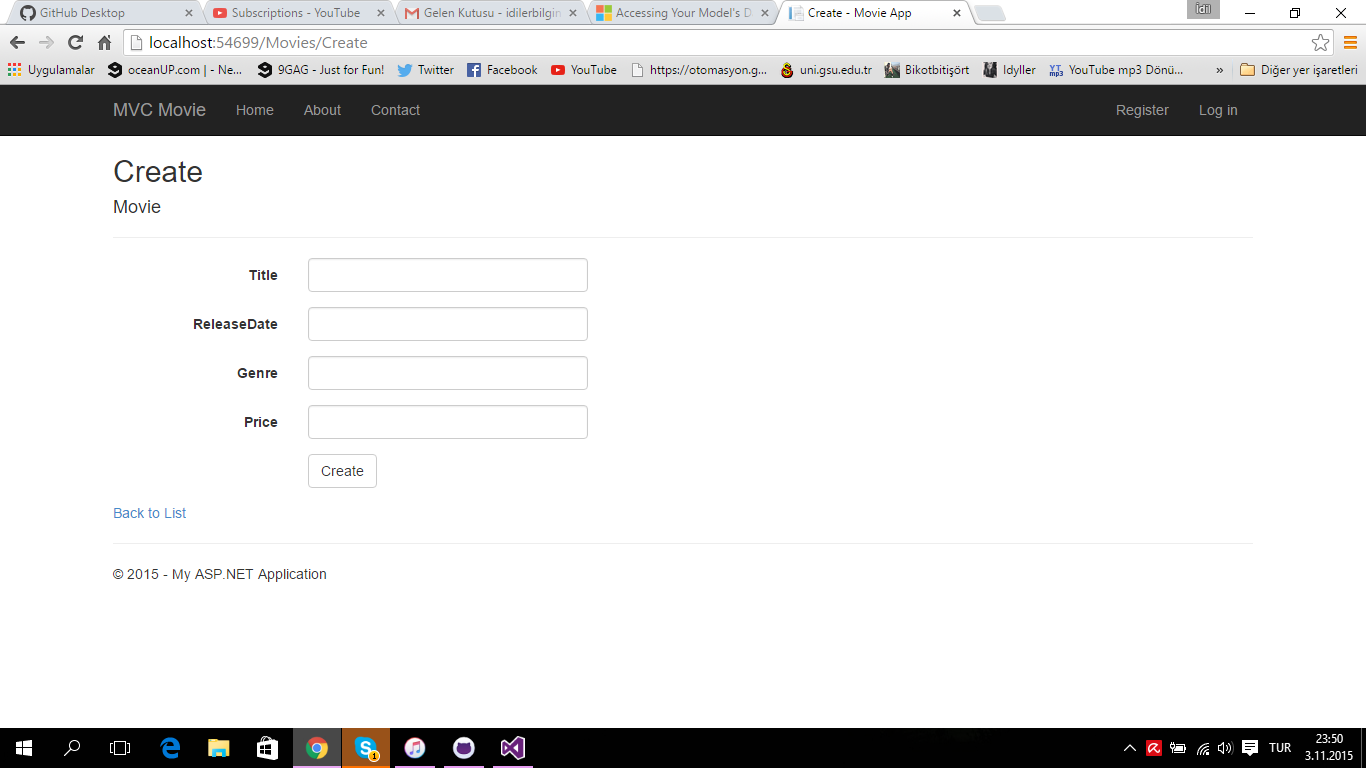 GitHub Desktop
Subscriptions - YouTube
Gelen Kutusu - idilerbilgin
Accessing Your Model's D
Create - Movie App
İdil
localhost:54699/Movies/Create
Uygulamalar
oceanUP.com | - Ne...
9GAG - Just for Fun!
Twitter
Facebook
YouTube
https://otomasyon.g...
uni.gsu.edu.tr
Bikotbitişört
Idyller
YT mp3
YouTube mp3 Dönü...
»
Diğer yer işaretleri
MVC Movie
Home
About
Contact
Register
Log in
Create
Movie
Title
ReleaseDate
Genre
Price
Create
Back to List
© 2015 - My ASP.NET Application
1
TUR
23:50
3.11.2015